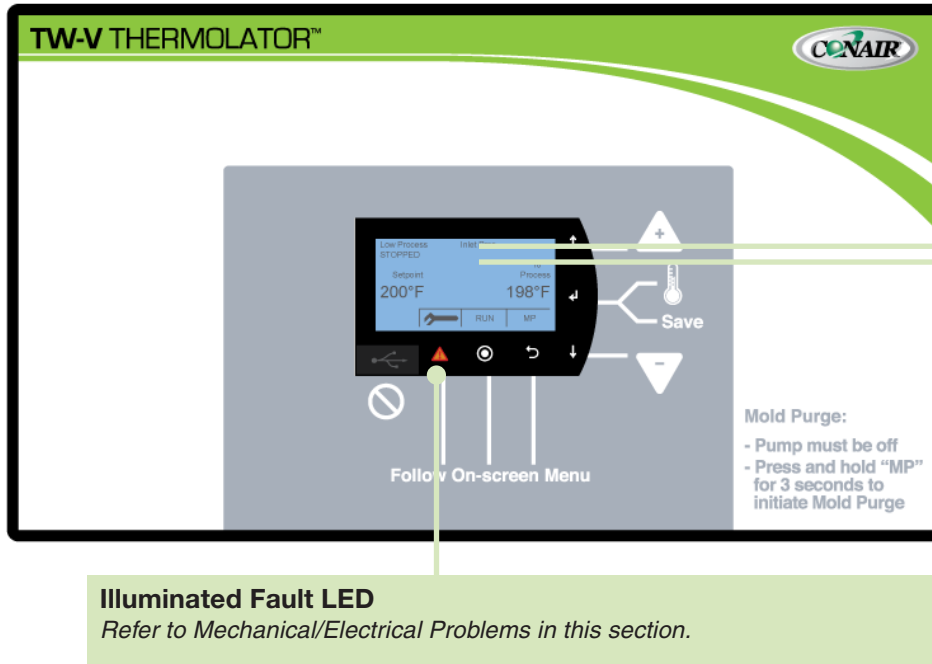 TW-V THERMOLATOR™
CONAIR
Low Process
STOPPED
Setpoint
Process
200°F
198°F
RUN
MP
+
Save
-
Follow On-screen Menu
Mold Purge:
- Pump must be off
- Press and hold “MP”
for 3 seconds to
initiate Mold Purge
Illuminated Fault LED
Refer to Mechanical/Electrical Problems in this section.